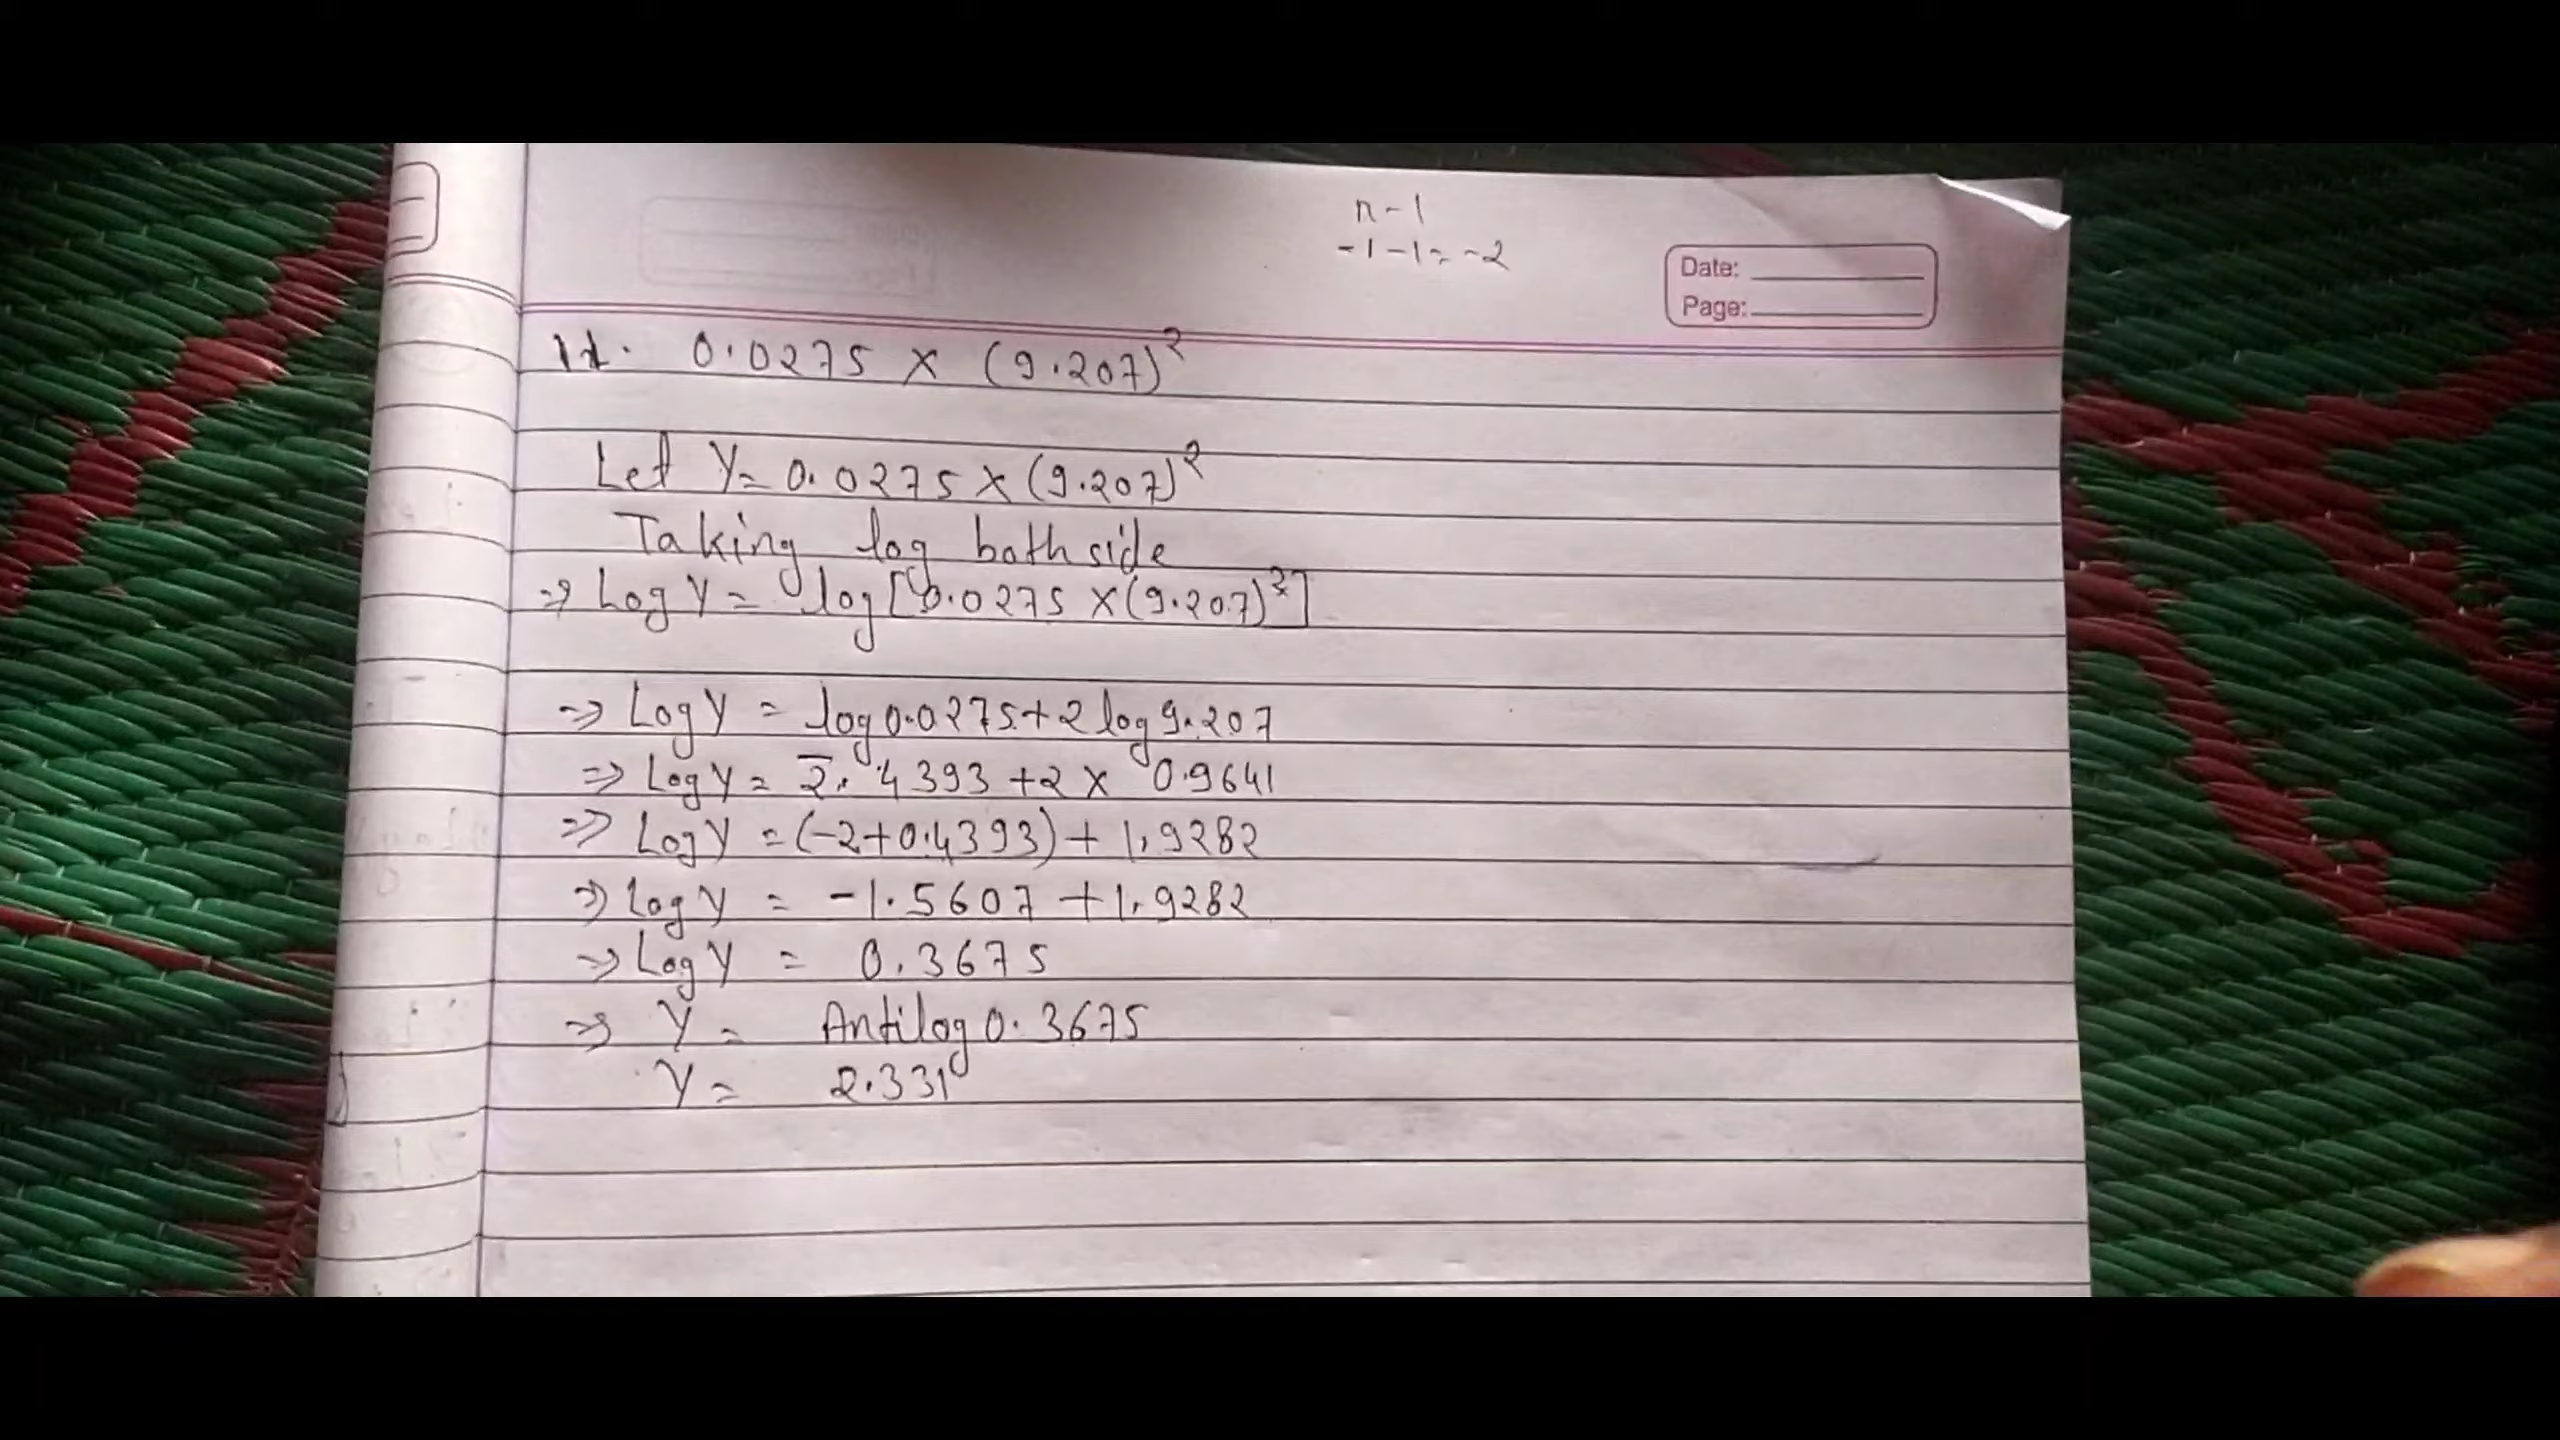 n-1
-1-1=-2
Date:
Page:
11. 0.0275 × (9.207)²
Let Y= 0.0275 × (9.207)²
Taking log both side
⇒ Log Y = log[0.0275 ×(9.207)²]
⇒ Log Y = log 0.0275+2 log 9.207
⇒ Log Y = 2̅.4393 +2 × 0.9641
⇒ Log Y = (-2+0.4393) + 1.9282
⇒ Log Y = -1.5607 +1.9282
⇒ Log Y = 0.3675
⇒ Y = Antilog 0.3675
Y = 2.331